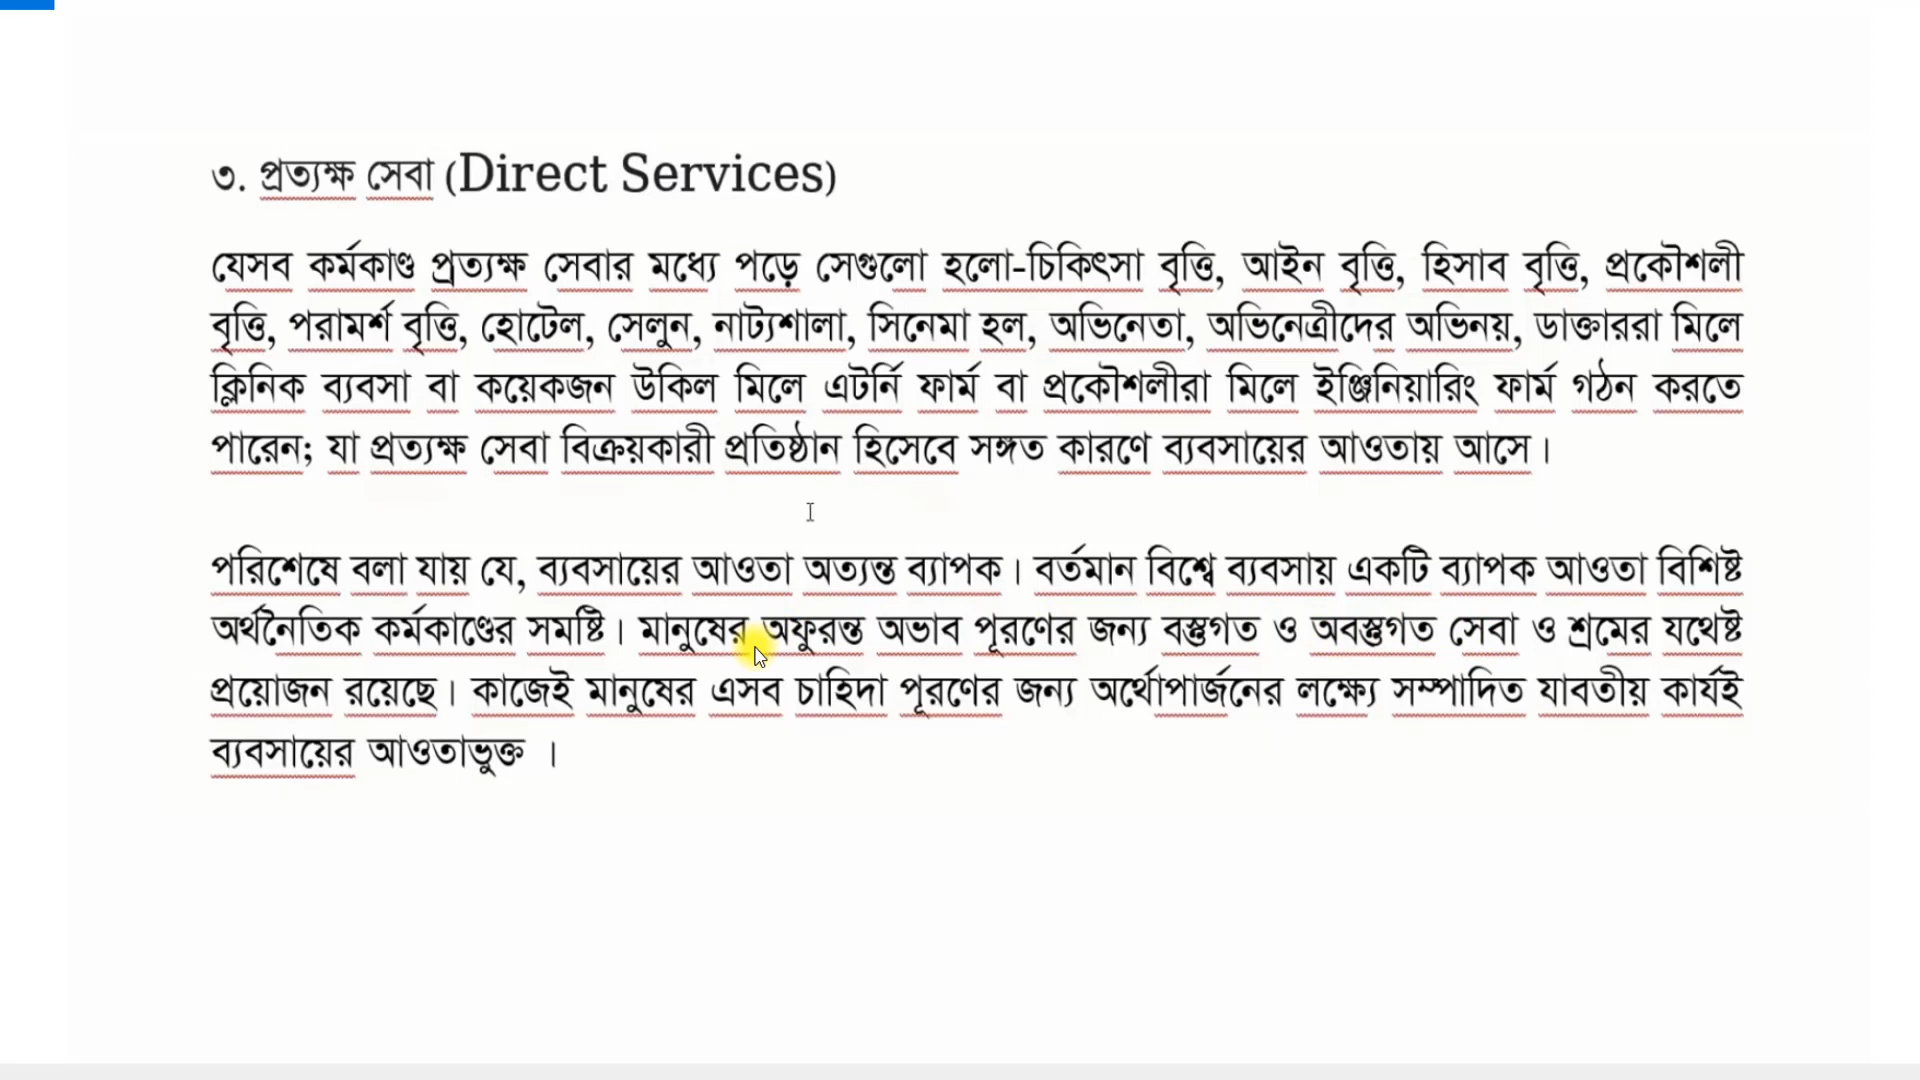 ৩. প্রত্যক্ষ সেবা (Direct Services)
যেসব কর্মকাণ্ড প্রত্যক্ষ সেবার মধ্যে পড়ে সেগুলো হলো-চিকিৎসা বৃত্তি, আইন বৃত্তি, হিসাব বৃত্তি, প্রকৌশলী
বৃত্তি, পরামর্শ বৃত্তি, হোটেল, সেলুন, নাট্যশালা, সিনেমা হল, অভিনেতা, অভিনেত্রীদের অভিনয়, ডাক্তাররা মিলে
ক্লিনিক ব্যবসা বা কয়েকজন উকিল মিলে এটর্নি ফার্ম বা প্রকৌশলীরা মিলে ইঞ্জিনিয়ারিং ফার্ম গঠন করতে
পারেন; যা প্রত্যক্ষ সেবা বিক্রয়কারী প্রতিষ্ঠান হিসেবে সঙ্গত কারণে ব্যবসায়ের আওতায় আসে।
পরিশেষে বলা যায় যে, ব্যবসায়ের আওতা অত্যন্ত ব্যাপক। বর্তমান বিশ্বে ব্যবসায় একটি ব্যাপক আওতা বিশিষ্ট
অর্থনৈতিক কর্মকাণ্ডের সমষ্টি। মানুষের অফুরন্ত অভাব পূরণের জন্য বস্তুগত ও অবস্তুগত সেবা ও শ্রমের যথেষ্ট
প্রয়োজন রয়েছে। কাজেই মানুষের এসব চাহিদা পূরণের জন্য অর্থোপার্জনের লক্ষ্যে সম্পাদিত যাবতীয় কার্যই
ব্যবসায়ের আওতাভুক্ত ।